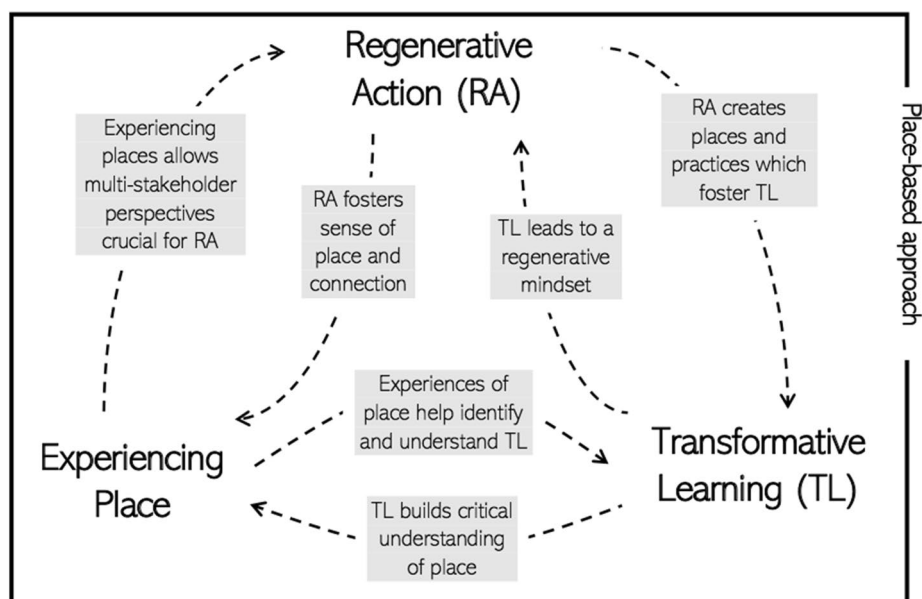 Regenerative
Action (RA)
Experiencing
places allows
multi-stakeholder
perspectives
crucial for RA
RA fosters
sense of
place and
connection
TL leads to a
regenerative
mindset
RA creates
places and
practices which
foster TL
Place-based approach
Experiences of
place help identify
and understand TL
Experiencing
Place
Transformative
Learning (TL)
TL builds critical
understanding
of place